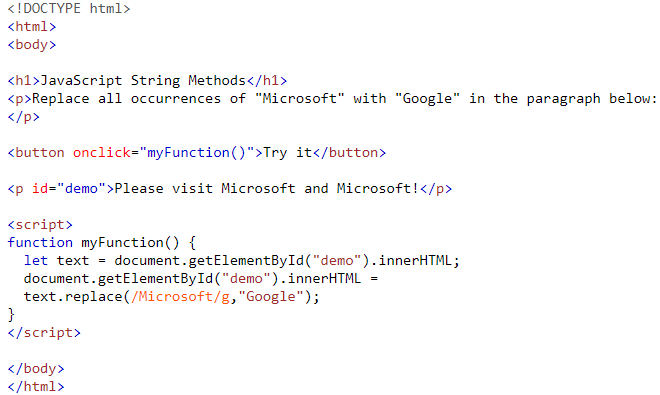 <!DOCTYPE html>
<html>
<body>

<h1>JavaScript String Methods</h1>
<p>Replace all occurrences of "Microsoft" with "Google" in the paragraph below:
</p>

<button onclick="myFunction()">Try it</button>

<p id="demo">Please visit Microsoft and Microsoft!</p>

<script>
function myFunction() {
  let text = document.getElementById("demo").innerHTML;
  document.getElementById("demo").innerHTML =
  text.replace(/Microsoft/g,"Google");
}
</script>

</body>
</html>